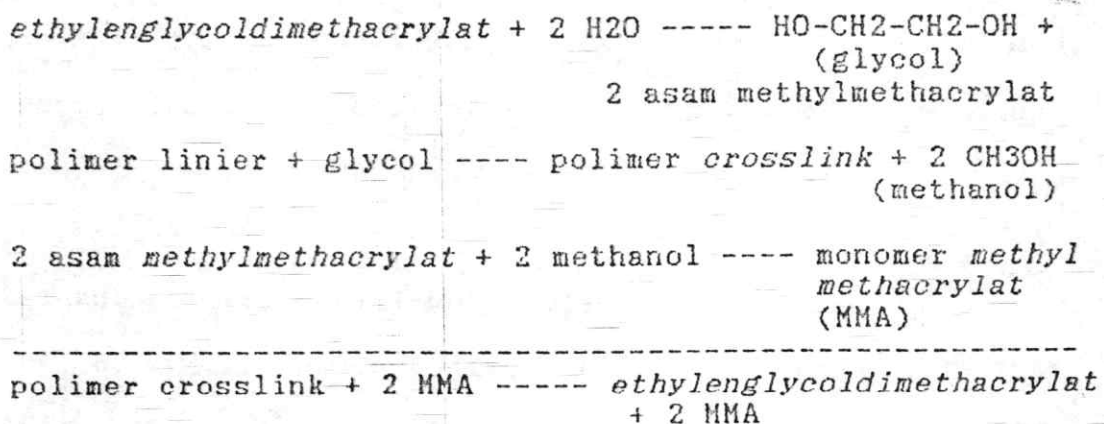 ethylenglycoldimethacrylat + 2 H2O ----- HO-CH2-CH2-OH +
(glycol)
2 asam methylmethacrylat
polimer linier + glycol ---- polimer crosslink + 2 CH3OH
(methanol)
2 asam methylmethacrylat + 2 methanol ---- monomer methyl
methacrylat
(MMA)
-----------------------------------------------------------
polimer crosslink + 2 MMA ----- ethylenglycoldimethacrylat
+ 2 MMA